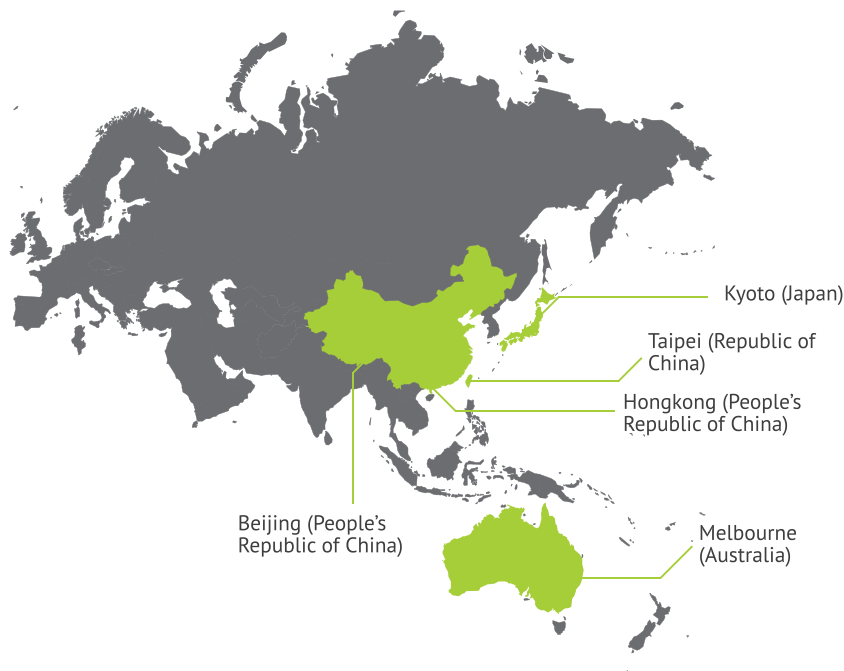 Kyoto (Japan)
Taipei (Republic of
China)
Hongkong (People's
Republic of China)
Beijing (People's
Republic of China)
Melbourne
(Australia)